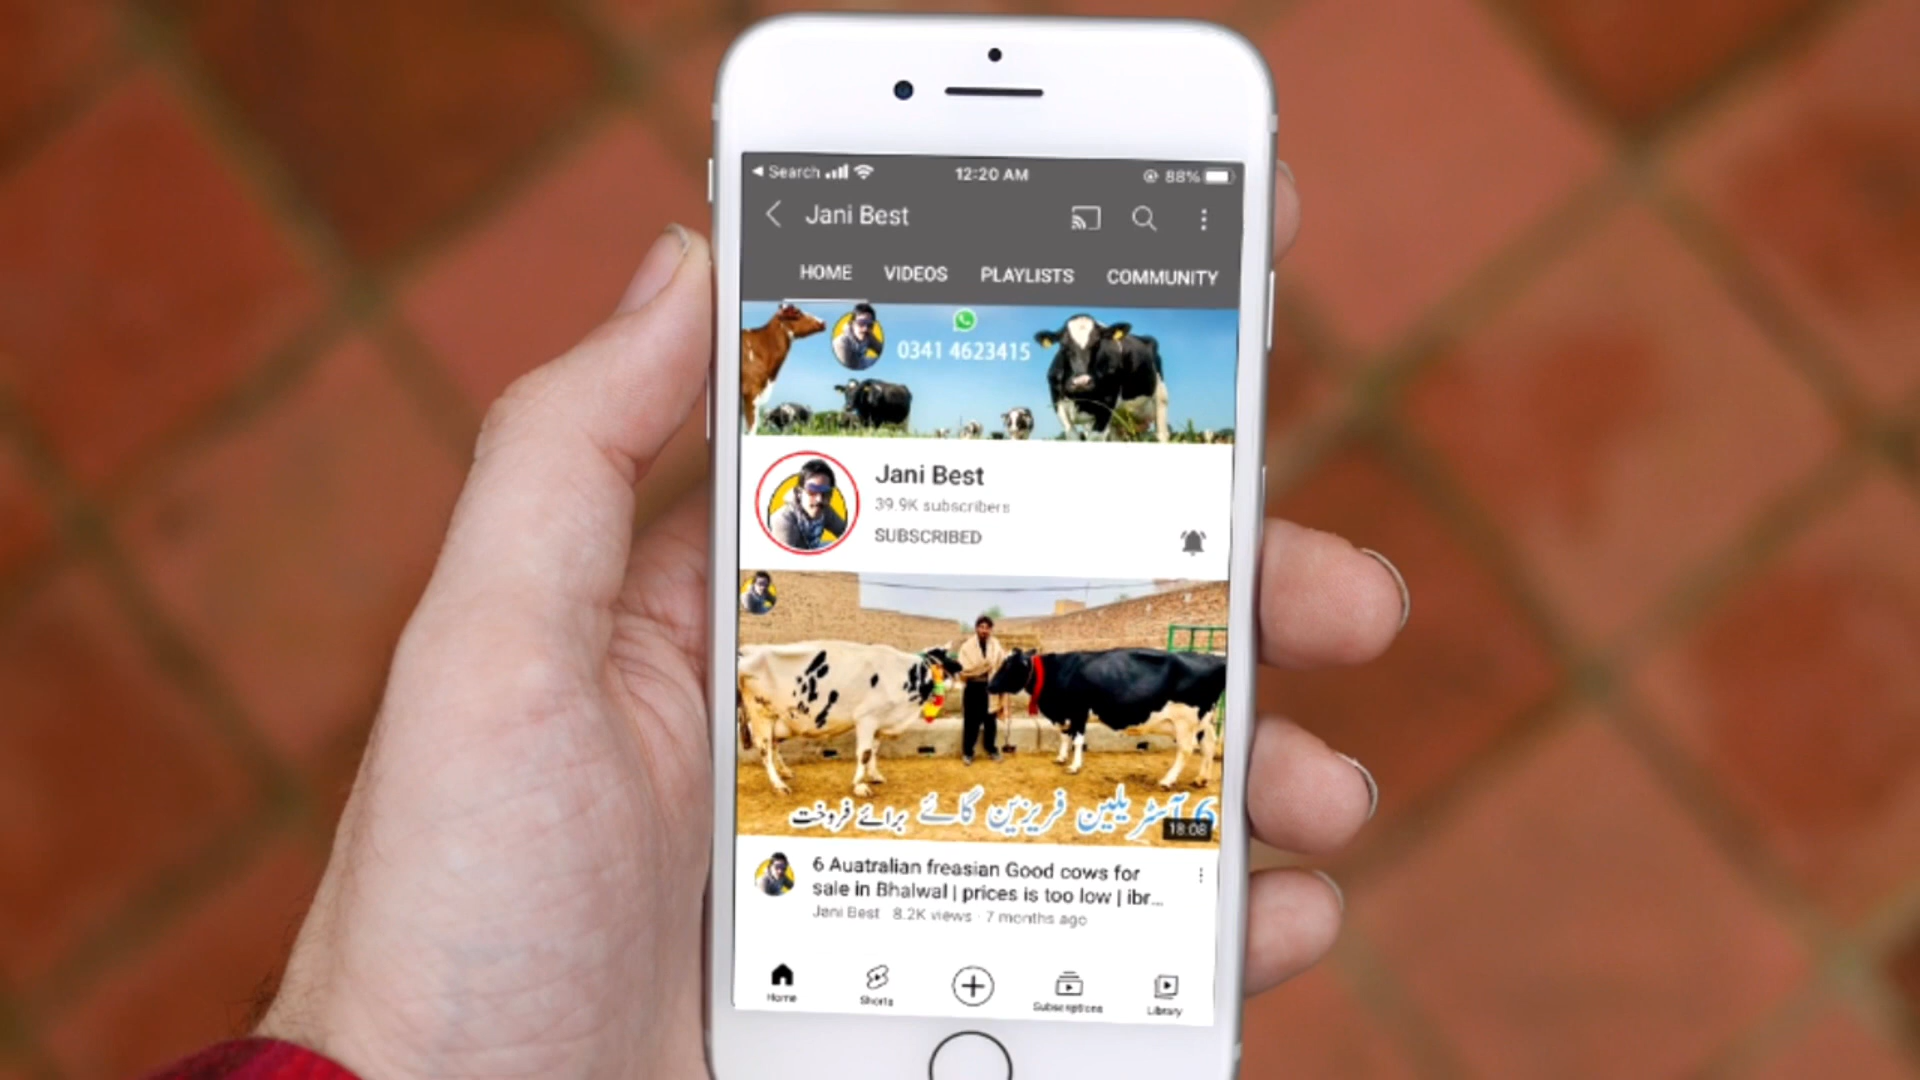 Search
12:20 AM
88%
Jani Best
HOME VIDEOS PLAYLISTS COMMUNITY
0341 4623415
Jani Best
39.9K subscribers
SUBSCRIBED
6 آسٹریلین فریزین گائے برائے فروخت
18:08
6 Auatralian freasian Good cows for
sale in Bhalwal | prices is too low | ibr...
Jani Best 8.2K views · 7 months ago
Home Shorts Subscriptions Library